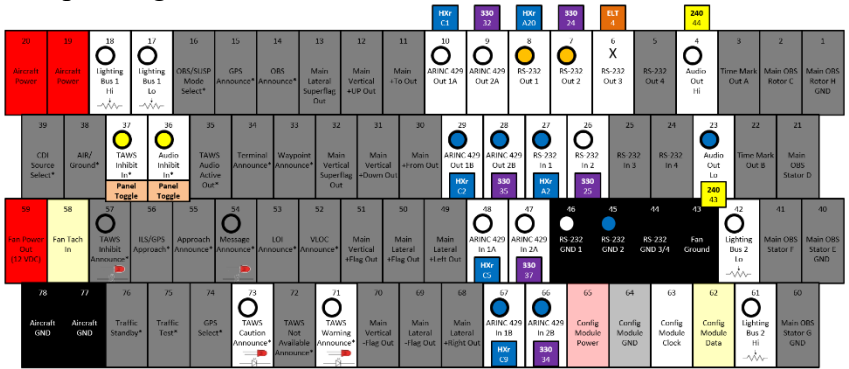 HXr 330 HXr 330 ELT 240
C1 32 A20 24 4 44
20 19 18 17 16 15 14 13 12 11 10 9 8 7 6 5 4 3 2 1
Aircraft Power
Aircraft Power
Lighting Bus 1 Hi
Lighting Bus 1 Lo
OBS/SUSP Mode Select*
GPS Announce*
OBS Announce*
Main Lateral Superflag Out
Main Vertical +UP Out
Main +To Out
ARINC 429 Out 1A
ARINC 429 Out 2A
RS-232 Out 1
RS-232 Out 2
X
RS-232 Out 3
RS-232 Out 4
Audio Out Hi
Time Mark Out A
Main OBS Rotor C
Main OBS Rotor H GND
39 38 37 36 35 34 33 32 31 30 29 28 27 26 25 24 23 22 21
CDI Source Select*
AIR/ Ground*
TAWS Inhibit In*
Panel Toggle
Audio Inhibit In*
Panel Toggle
TAWS Audio Active Out*
Terminal Announce*
Waypoint Announce*
Main Vertical Superflag Out
Main Vertical +Down Out
Main +From Out
ARINC 429 Out 1B
HXr C2
ARINC 429 Out 2B
330 35
RS-232 In 1
HXr A2
RS-232 In 2
330 25
RS-232 In 3
RS-232 In 4
Audio Out Lo
240 43
Time Mark Out B
Main OBS Stator D
59 58 57 56 55 54 53 52 51 50 49 48 47 46 45 44 43 42 41 40
Fan Power Out (12 VDC)
Fan Tach In
TAWS Inhibit Announce*
ILS/GPS Approach*
Approach Announce*
Message Announce*
LOI Announce*
VLOC Announce*
Main Vertical +Flag Out
Main Lateral +Flag Out
Main Lateral +Left Out
ARINC 429 In 1A
HXr C5
ARINC 429 In 2A
330 37
RS-232 GND 1
RS-232 GND 2
RS-232 GND 3/4
Fan Ground
Lighting Bus 2 Lo
Main OBS Stator F
Main OBS Stator E GND
78 77 76 75 74 73 72 71 70 69 68 67 66 65 64 63 62 61 60
Aircraft GND
Aircraft GND
Traffic Standby*
Traffic Test*
GPS Select*
TAWS Caution Announce*
TAWS Not Available Announce*
TAWS Warning Announce*
Main Vertical -Flag Out
Main Lateral -Flag Out
Main Lateral +Right Out
ARINC 429 In 1B
HXr C9
ARINC 429 In 2B
330 34
Config Module Power
Config Module GND
Config Module Clock
Config Module Data
Lighting Bus 2 Hi
Main OBS Stator G GND